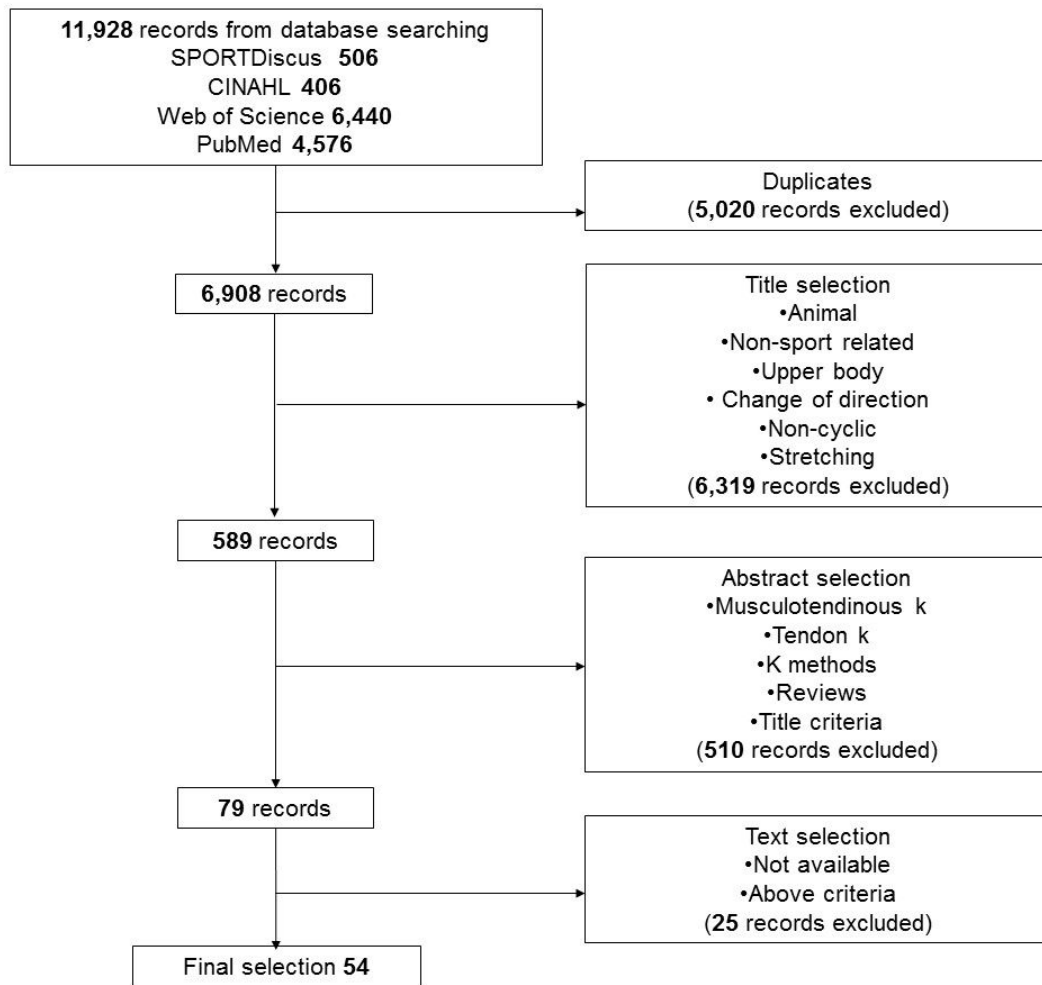 11,928 records from database searching
SPORTDiscus 506
CINAHL 406
Web of Science 6,440
PubMed 4,576
Duplicates
(5,020 records excluded)
6,908 records
Title selection
•Animal
•Non-sport related
•Upper body
• Change of direction
•Non-cyclic
•Stretching
(6,319 records excluded)
589 records
Abstract selection
•Musculotendinous k
•Tendon k
•K methods
•Reviews
•Title criteria
(510 records excluded)
79 records
Text selection
•Not available
•Above criteria
(25 records excluded)
Final selection 54